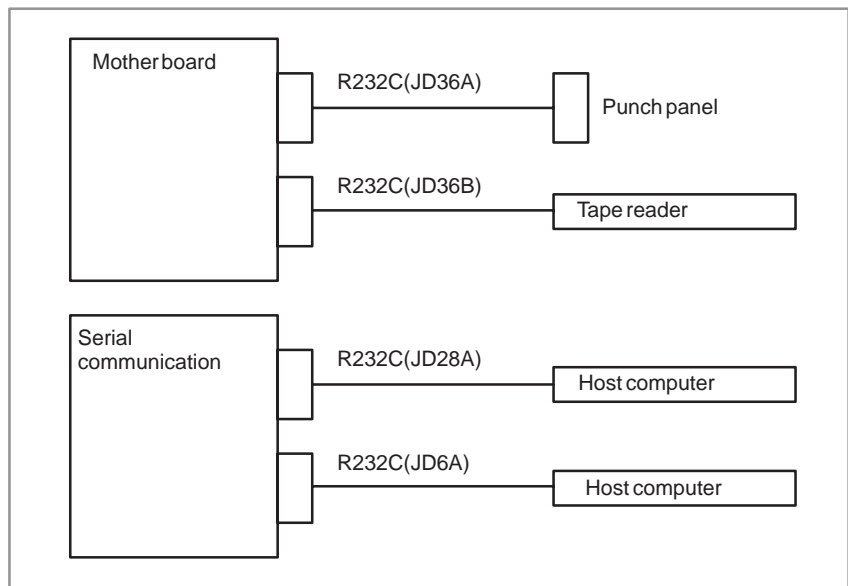 Mother board
R232C(JD36A)
Punch panel
R232C(JD36B)
Tape reader
Serial
communication
R232C(JD28A)
Host computer
R232C(JD6A)
Host computer